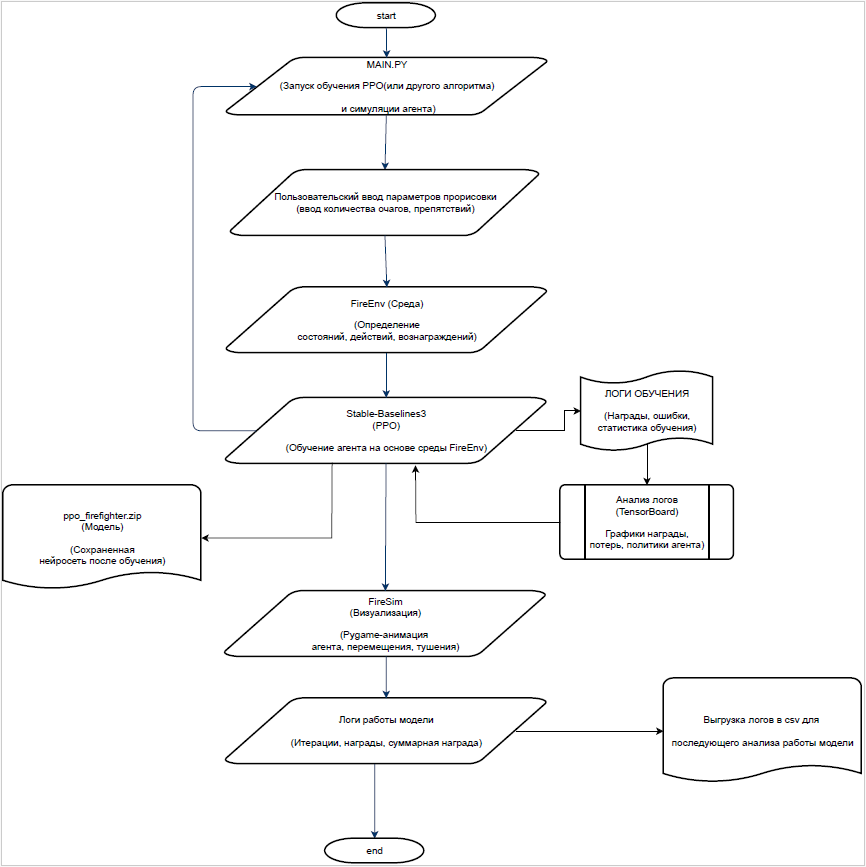 start
MAIN.PY
(Запуск обучения PPO(или другого алгоритма)
и симуляции агента)
Пользовательский ввод параметров прорисовки
(ввод количества очагов, препятствий)
FireEnv (Среда)
(Определение
состояний, действий, вознаграждений)
Stable-Baselines3
(PPO)
(Обучение агента на основе среды FireEnv)
ЛОГИ ОБУЧЕНИЯ
(Награды, ошибки,
статистика обучения)
Анализ логов
(TensorBoard)
Графики награды,
потерь, политики агента)
ppo_firefighter.zip
(Модель)
(Сохраненная
нейросеть после обучения)
FireSim
(Визуализация)
(Pygame-анимация
агента, перемещения, тушения)
Логи работы модели
(Итерации, награды, суммарная награда)
Выгрузка логов в csv для
последующего анализа работы модели
end